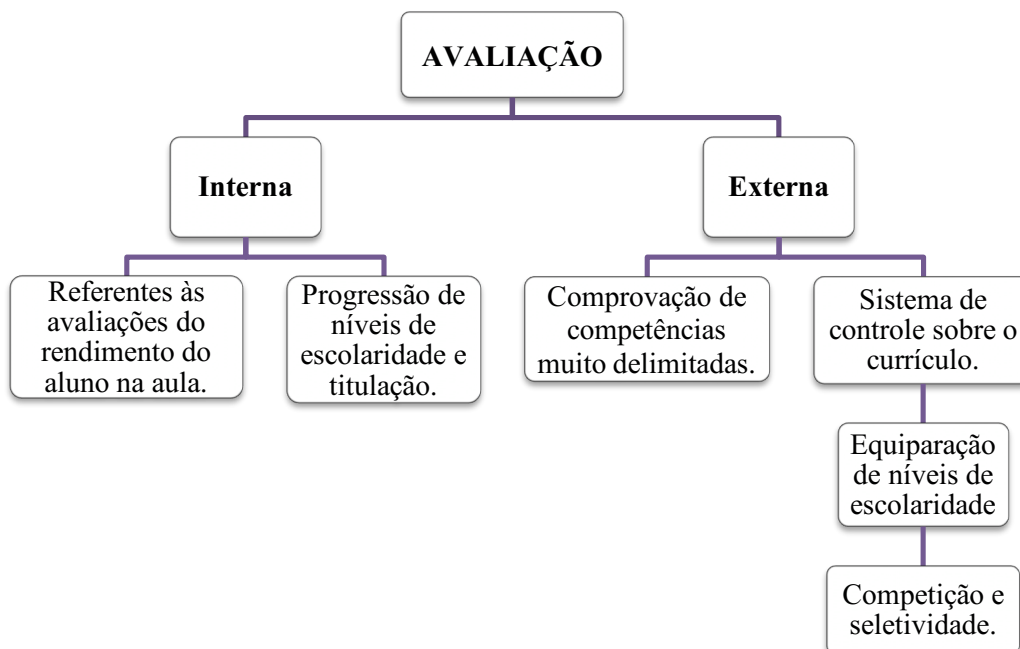 AVALIAÇÃO
Interna
Externa
Referentes às
avaliações do
rendimento do
aluno na aula.
Progressão de
níveis de
escolaridade e
titulação.
Comprovação de
competências
muito delimitadas.
Sistema de
controle sobre o
currículo.
Equiparação
de níveis de
escolaridade
Competição e
seletividade.